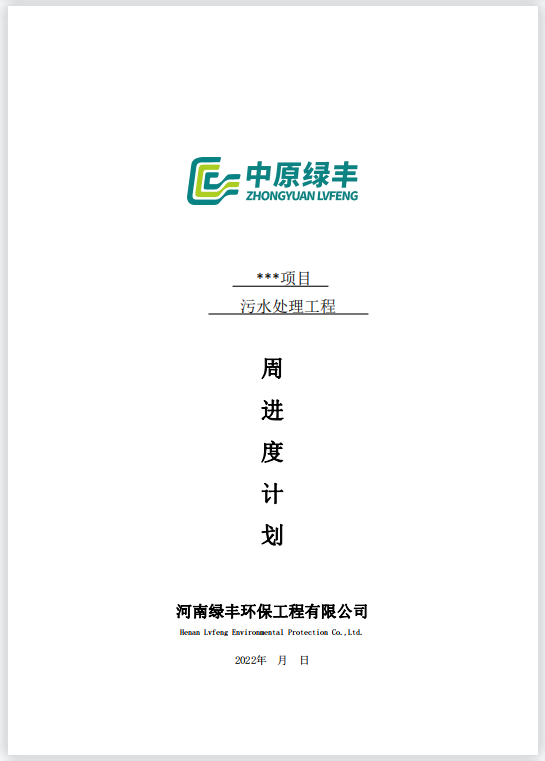 中原绿丰
ZHONGYUAN LVFENG
***项目
污水处理工程
周
进
度
计
划
河南绿丰环保工程有限公司
Henan Lvfeng Environmental Protection Co.,Ltd.
2022年 月 日